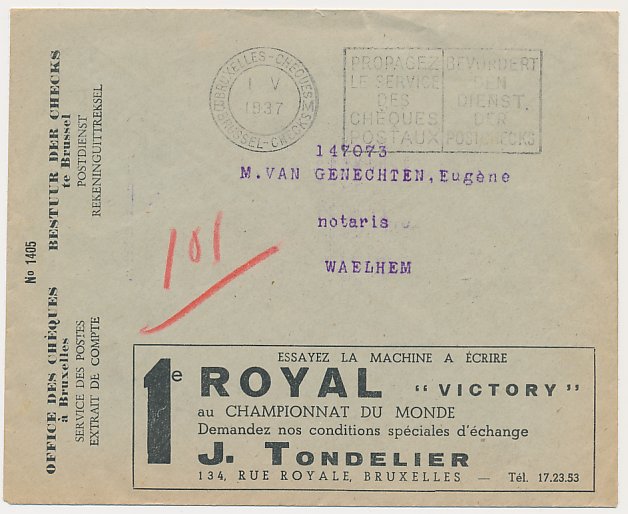 OFFICE DES CHÈQUES BESTUUR DER CHECKS
à Bruxelles te Brussel
SERVICE DES POSTES POSTDIENST
EXTRAIT DE COMPTE REKENINGUITTREKSEL
No 1405
BRUXELLES-CHÈQUES
1 V
1937
BRUSSEL-CHECKS
PROPAGEZ
LE SERVICE
DES
CHÈQUES
POSTAUX
BEVORDERT
DEN
DIENST
DER
POSTCHECKS
147073
M.VAN GENECHTEN,Eugène
notaris
WAELHEM
101
ESSAYEZ LA MACHINE A ÉCRIRE
1e ROYAL "VICTORY"
au CHAMPIONNAT DU MONDE
Demandez nos conditions spéciales d'échange
J. TONDELIER
134, RUE ROYALE, BRUXELLES — Tél. 17.23.53